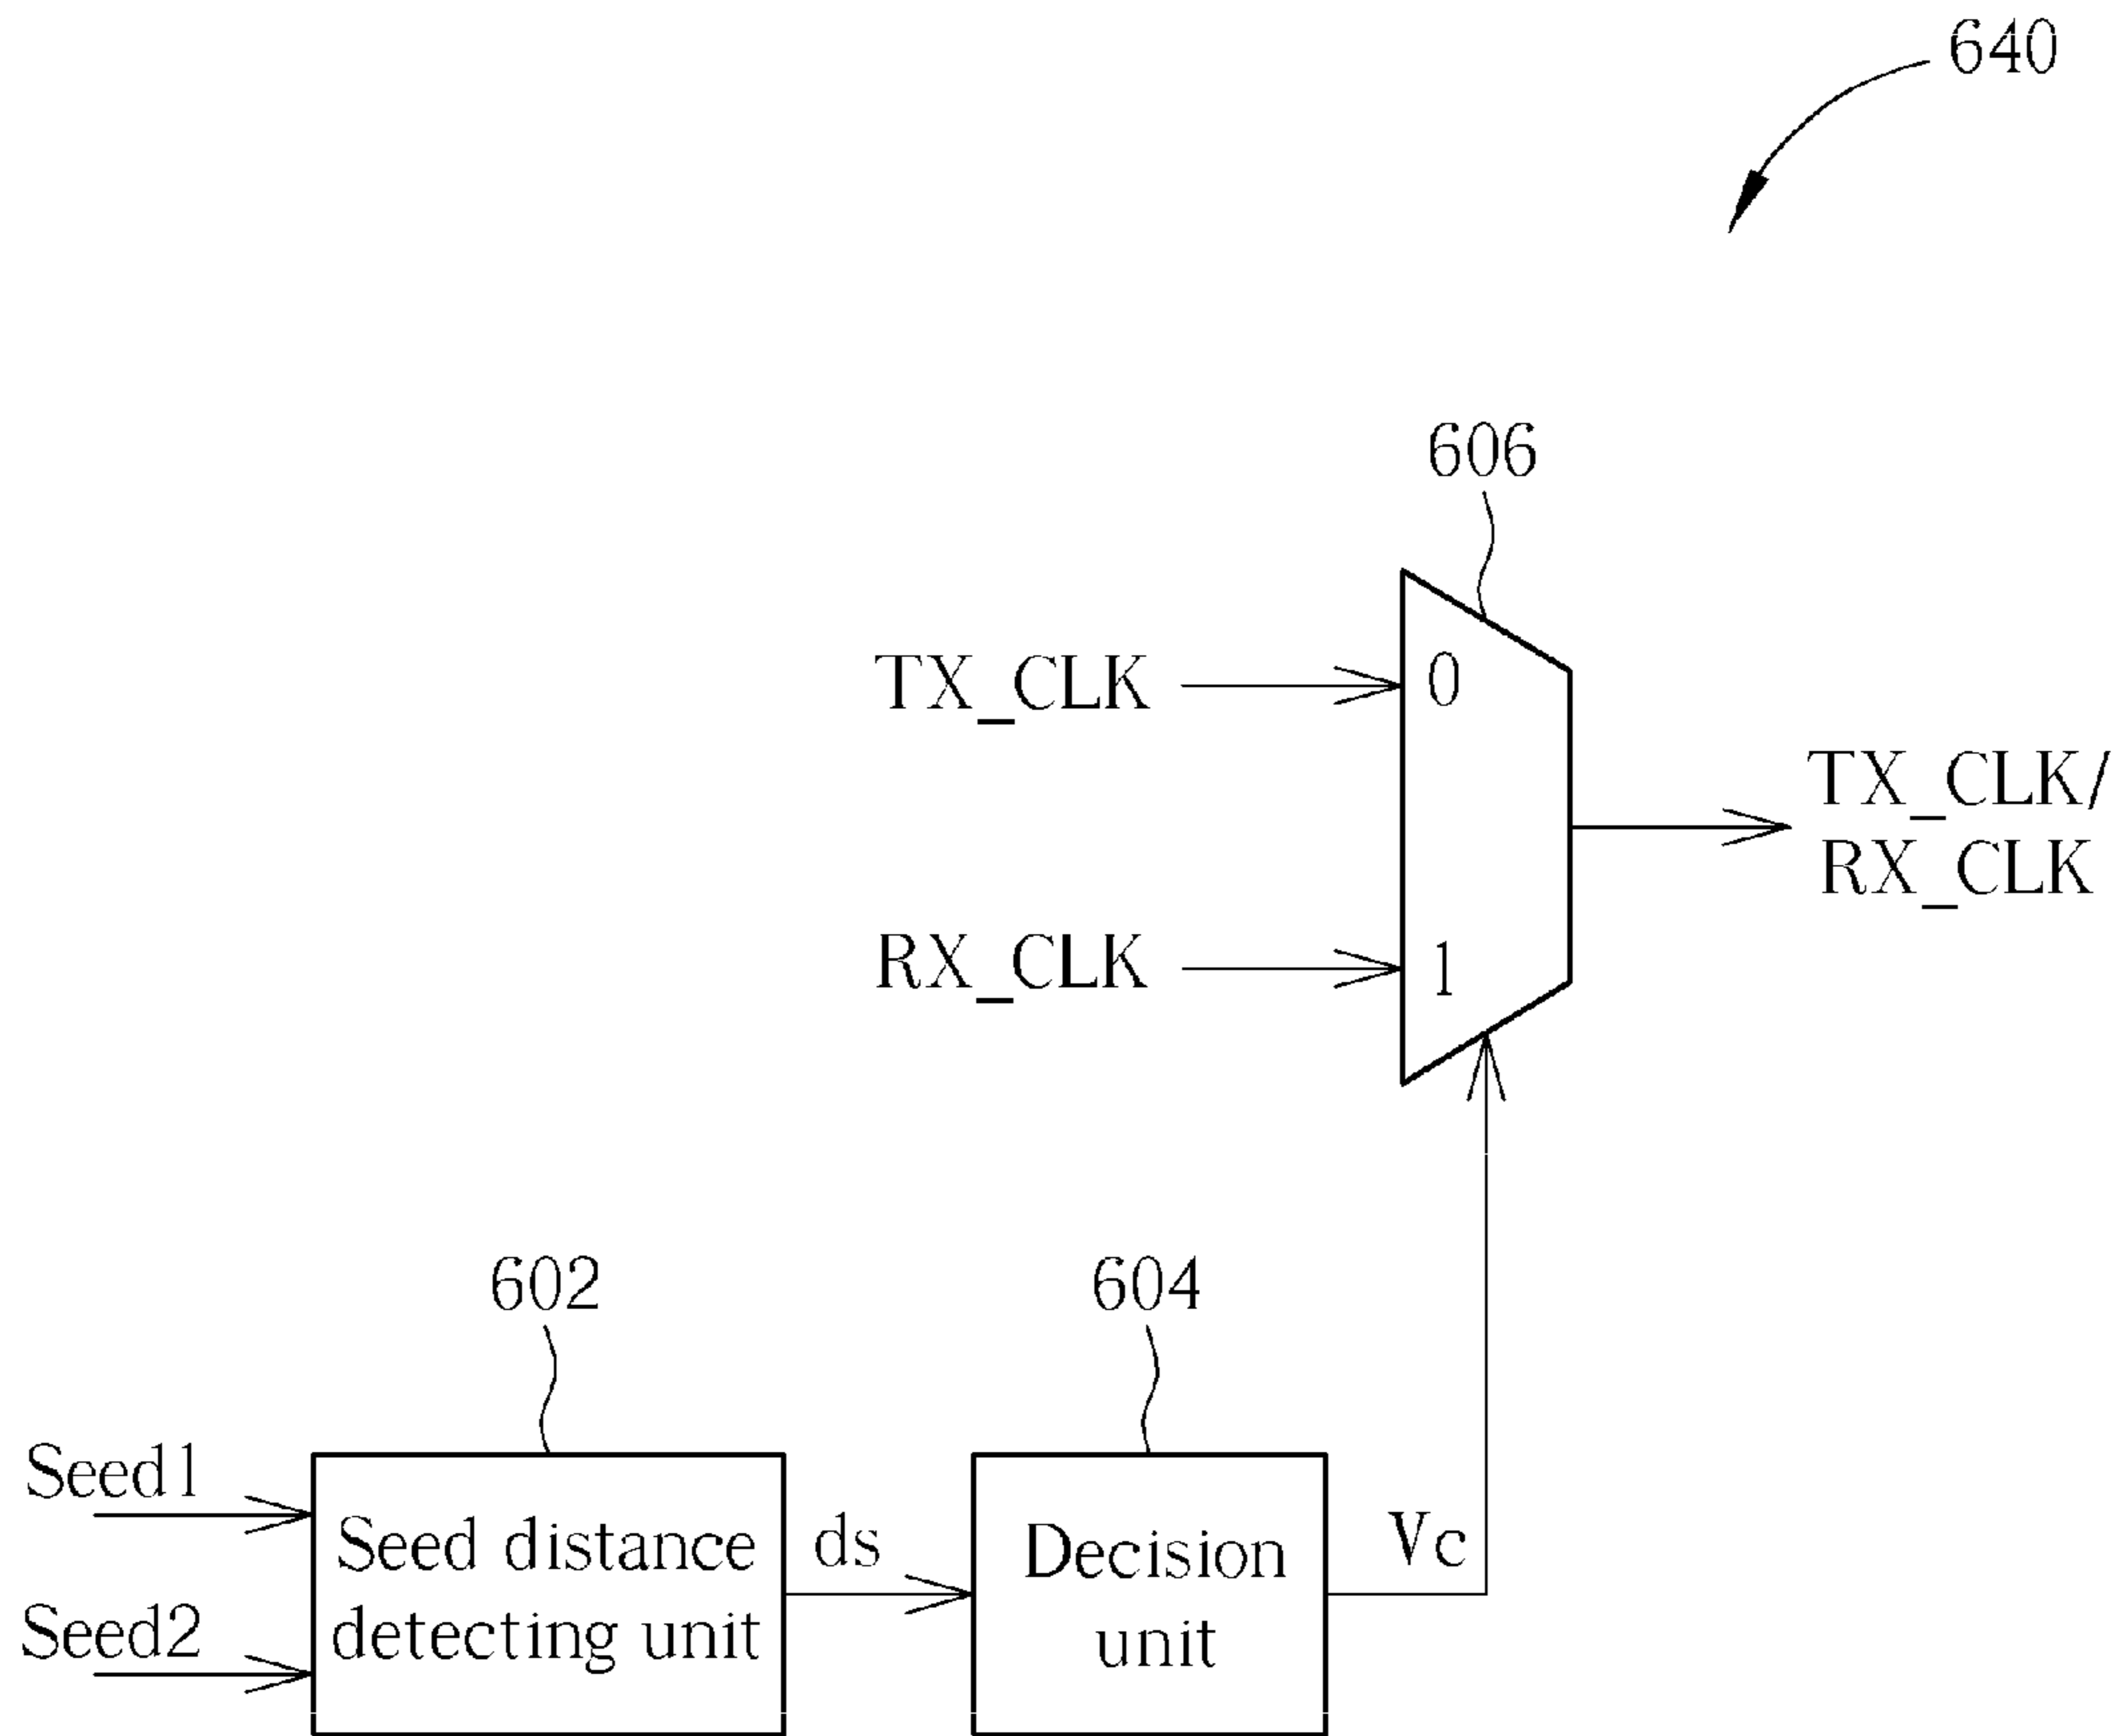 640
606
TX_CLK
0
TX_CLK/
RX_CLK
RX_CLK
1
602
604
Seed1
Seed2
Seed distance
detecting unit
ds
Decision
unit
Vc